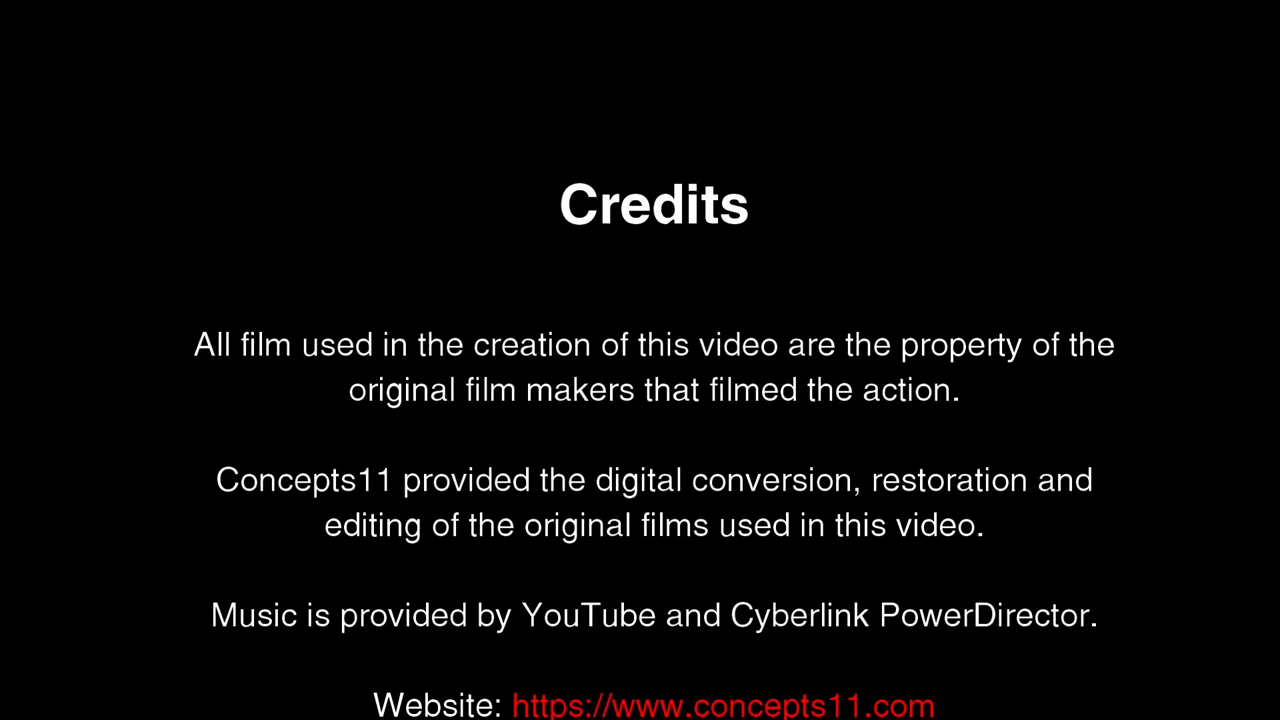 Credits
All film used in the creation of this video are the property of the
original film makers that filmed the action.
Concepts11 provided the digital conversion, restoration and
editing of the original films used in this video.
Music is provided by YouTube and Cyberlink PowerDirector.
Website: https://www.concepts11.com